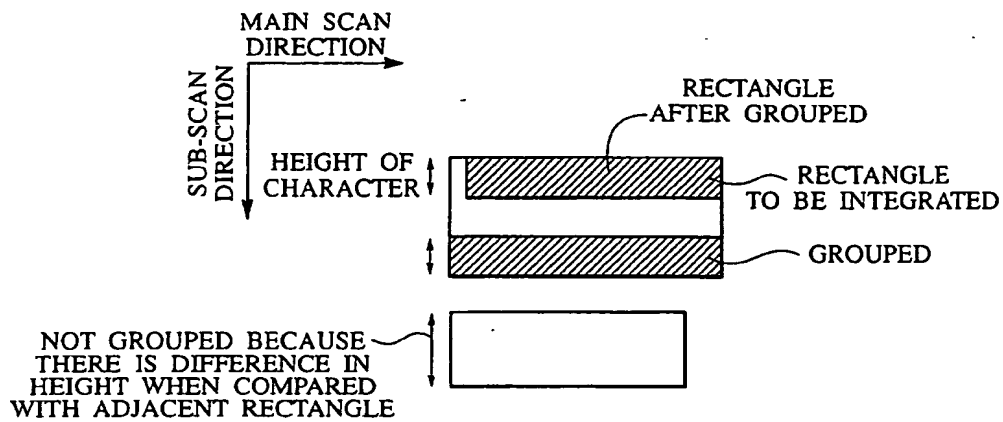 MAIN SCAN
DIRECTION
SUB-SCAN
DIRECTION
RECTANGLE
AFTER GROUPED
HEIGHT OF
CHARACTER
RECTANGLE
TO BE INTEGRATED
GROUPED
NOT GROUPED BECAUSE
THERE IS DIFFERENCE IN
HEIGHT WHEN COMPARED
WITH ADJACENT RECTANGLE